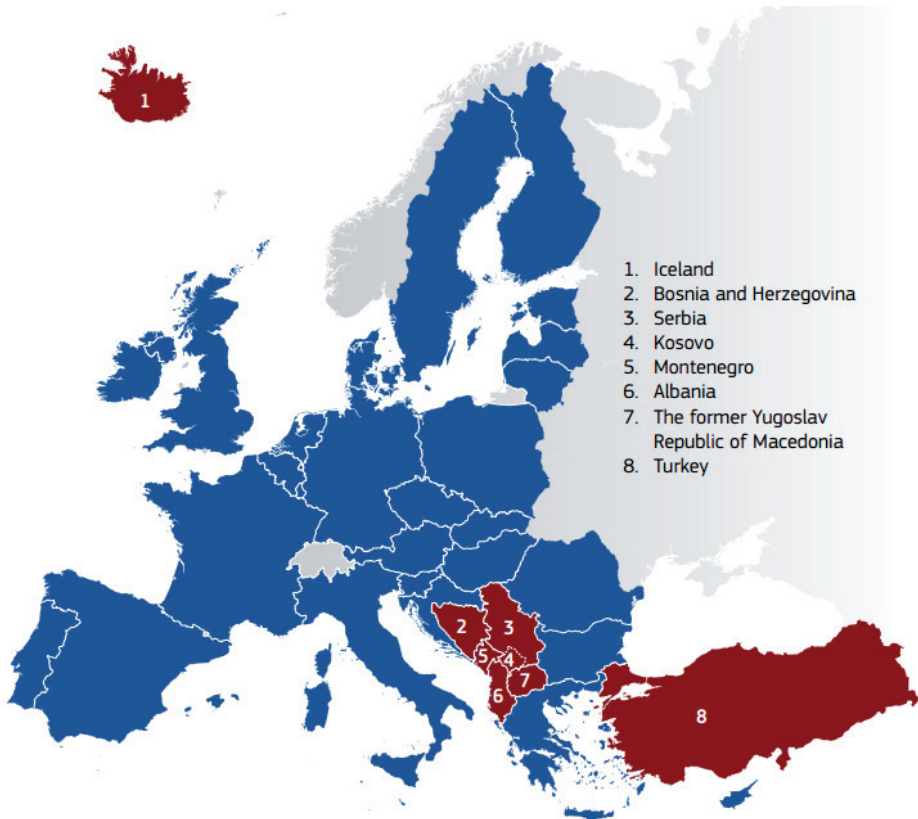 1
1. Iceland
2. Bosnia and Herzegovina
3. Serbia
4. Kosovo
5. Montenegro
6. Albania
7. The former Yugoslav
Republic of Macedonia
8. Turkey
2
3
5
4
7
6
8